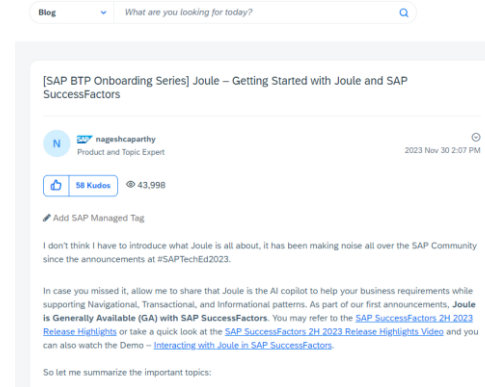 Blog
What are you looking for today?
[SAP BTP Onboarding Series] Joule – Getting Started with Joule and SAP
SuccessFactors
N
SAP nageshcaparthy
Product and Topic Expert
2023 Nov 30 2:07 PM
58 Kudos
43,998
Add SAP Managed Tag
I don't think I have to introduce what Joule is all about, it has been making noise all over the SAP Community
since the announcements at #SAPTechEd2023.
In case you missed it, allow me to share that Joule is the AI copilot to help your business requirements while
supporting Navigational, Transactional, and Informational patterns. As part of our first announcements, Joule
is Generally Available (GA) with SAP SuccessFactors. You may refer to the SAP SuccessFactors 2H 2023
Release Highlights or take a quick look at the SAP SuccessFactors 2H 2023 Release Highlights Video and you
can also watch the Demo – Interacting with Joule in SAP SuccessFactors.
So let me summarize the important topics: